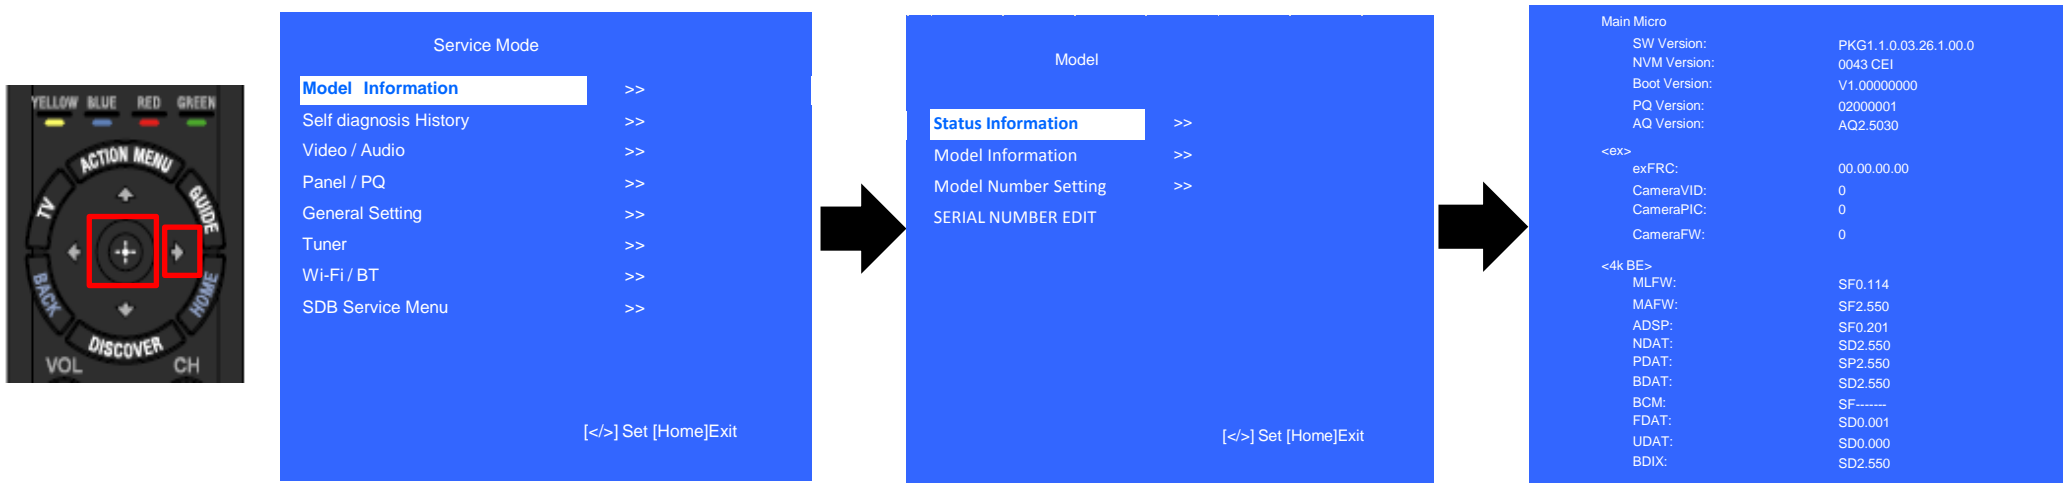 YELLOW BLUE RED GREEN
ACTION MENU
TV
GUIDE
BACK
HOME
DISCOVER
VOL CH
Service Mode
Model Information >>
Self diagnosis History >>
Video / Audio >>
Panel / PQ >>
General Setting >>
Tuner >>
Wi-Fi / BT >>
SDB Service Menu >>
[</>] Set [Home]Exit
Model
Status Information >>
Model Information >>
Model Number Setting >>
SERIAL NUMBER EDIT
[</>] Set [Home]Exit
Main Micro
SW Version: PKG1.1.0.03.26.1.00.0
NVM Version: 0043 CEI
Boot Version: V1.00000000
PQ Version: 02000001
AQ Version: AQ2.5030
<ex>
exFRC: 00.00.00.00
CameraVID: 0
CameraPIC: 0
CameraFW: 0
<4k BE>
MLFW: SF0.114
MAFW: SF2.550
ADSP: SF0.201
NDAT: SD2.550
PDAT: SP2.550
BDAT: SD2.550
BCM: SF-------
FDAT: SD0.001
UDAT: SD0.000
BDIX: SD2.550